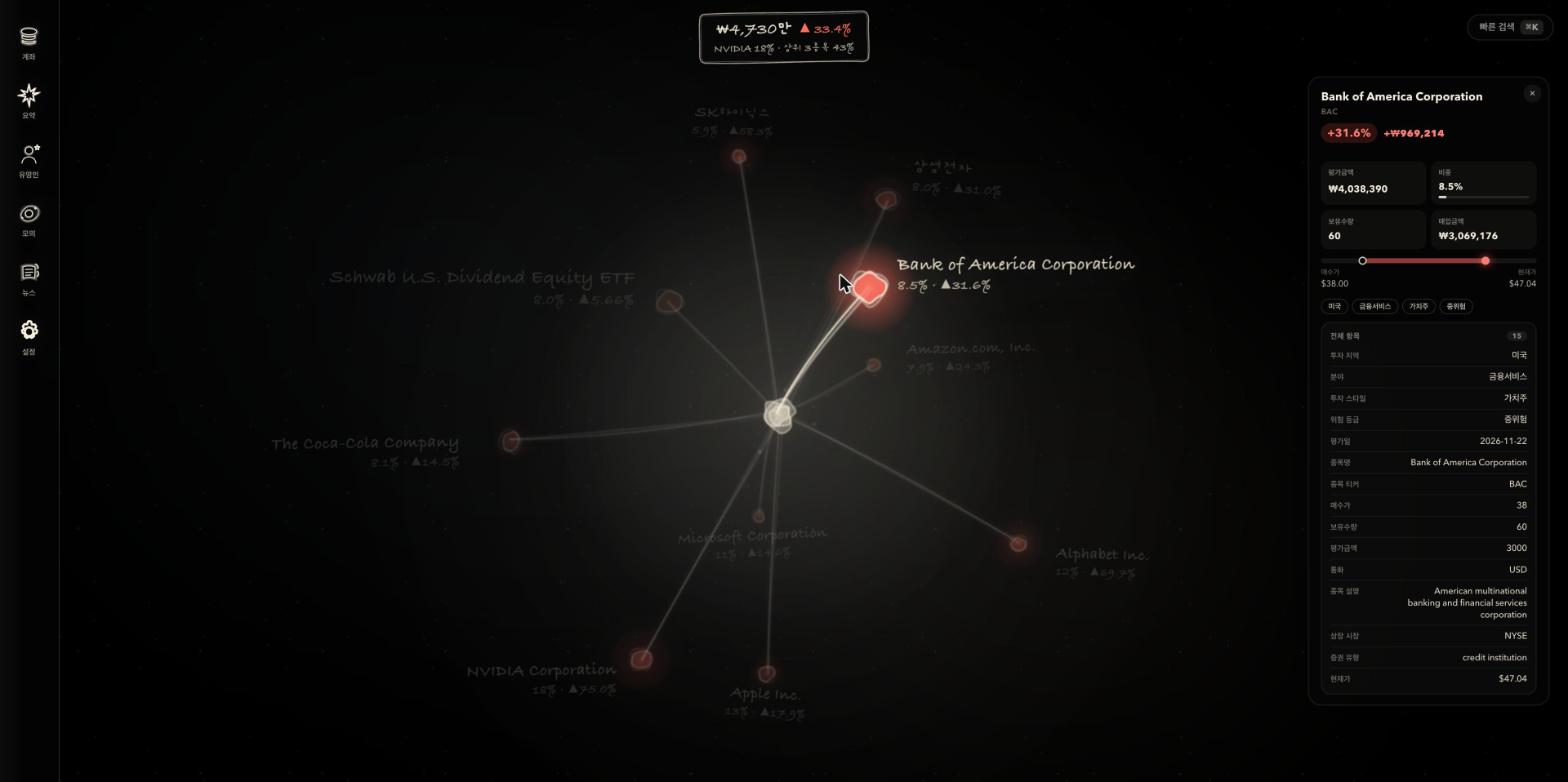 ₩4,730만 ▲ 33.4%
NVIDIA 18% · 상위 3종목 43%
빠른 검색 ⌘K
계좌
요약
유명인
모의
뉴스
설정
SK하이닉스
5.9% · ▲58.3%
삼성전자
8.0% · ▲31.0%
Schwab U.S. Dividend Equity ETF
8.0% · ▲5.66%
Bank of America Corporation
8.5% · ▲31.6%
Amazon.com, Inc.
7.9% · ▲24.3%
The Coca-Cola Company
8.1% · ▲14.5%
Microsoft Corporation
Alphabet Inc.
12% · ▲69.7%
NVIDIA Corporation
18% · ▲75.0%
Apple Inc.
13% · ▲17.9%
Bank of America Corporation
BAC
+31.6% +₩969,214
평가금액
₩4,038,390
비중
8.5%
보유수량
60
매입금액
₩3,069,176
매수가 현재가
$38.00 $47.04
미국 금융서비스 가치주 중위험
전체 항목 15
투자 지역 미국
분야 금융서비스
투자 스타일 가치주
위험 등급 중위험
평가일 2026-11-22
종목명 Bank of America Corporation
종목 티커 BAC
매수가 38
보유수량 60
평가금액 3000
통화 USD
종목 설명 American multinational
banking and financial services
corporation
상장 시장 NYSE
증권 유형 credit institution
현재가 $47.04